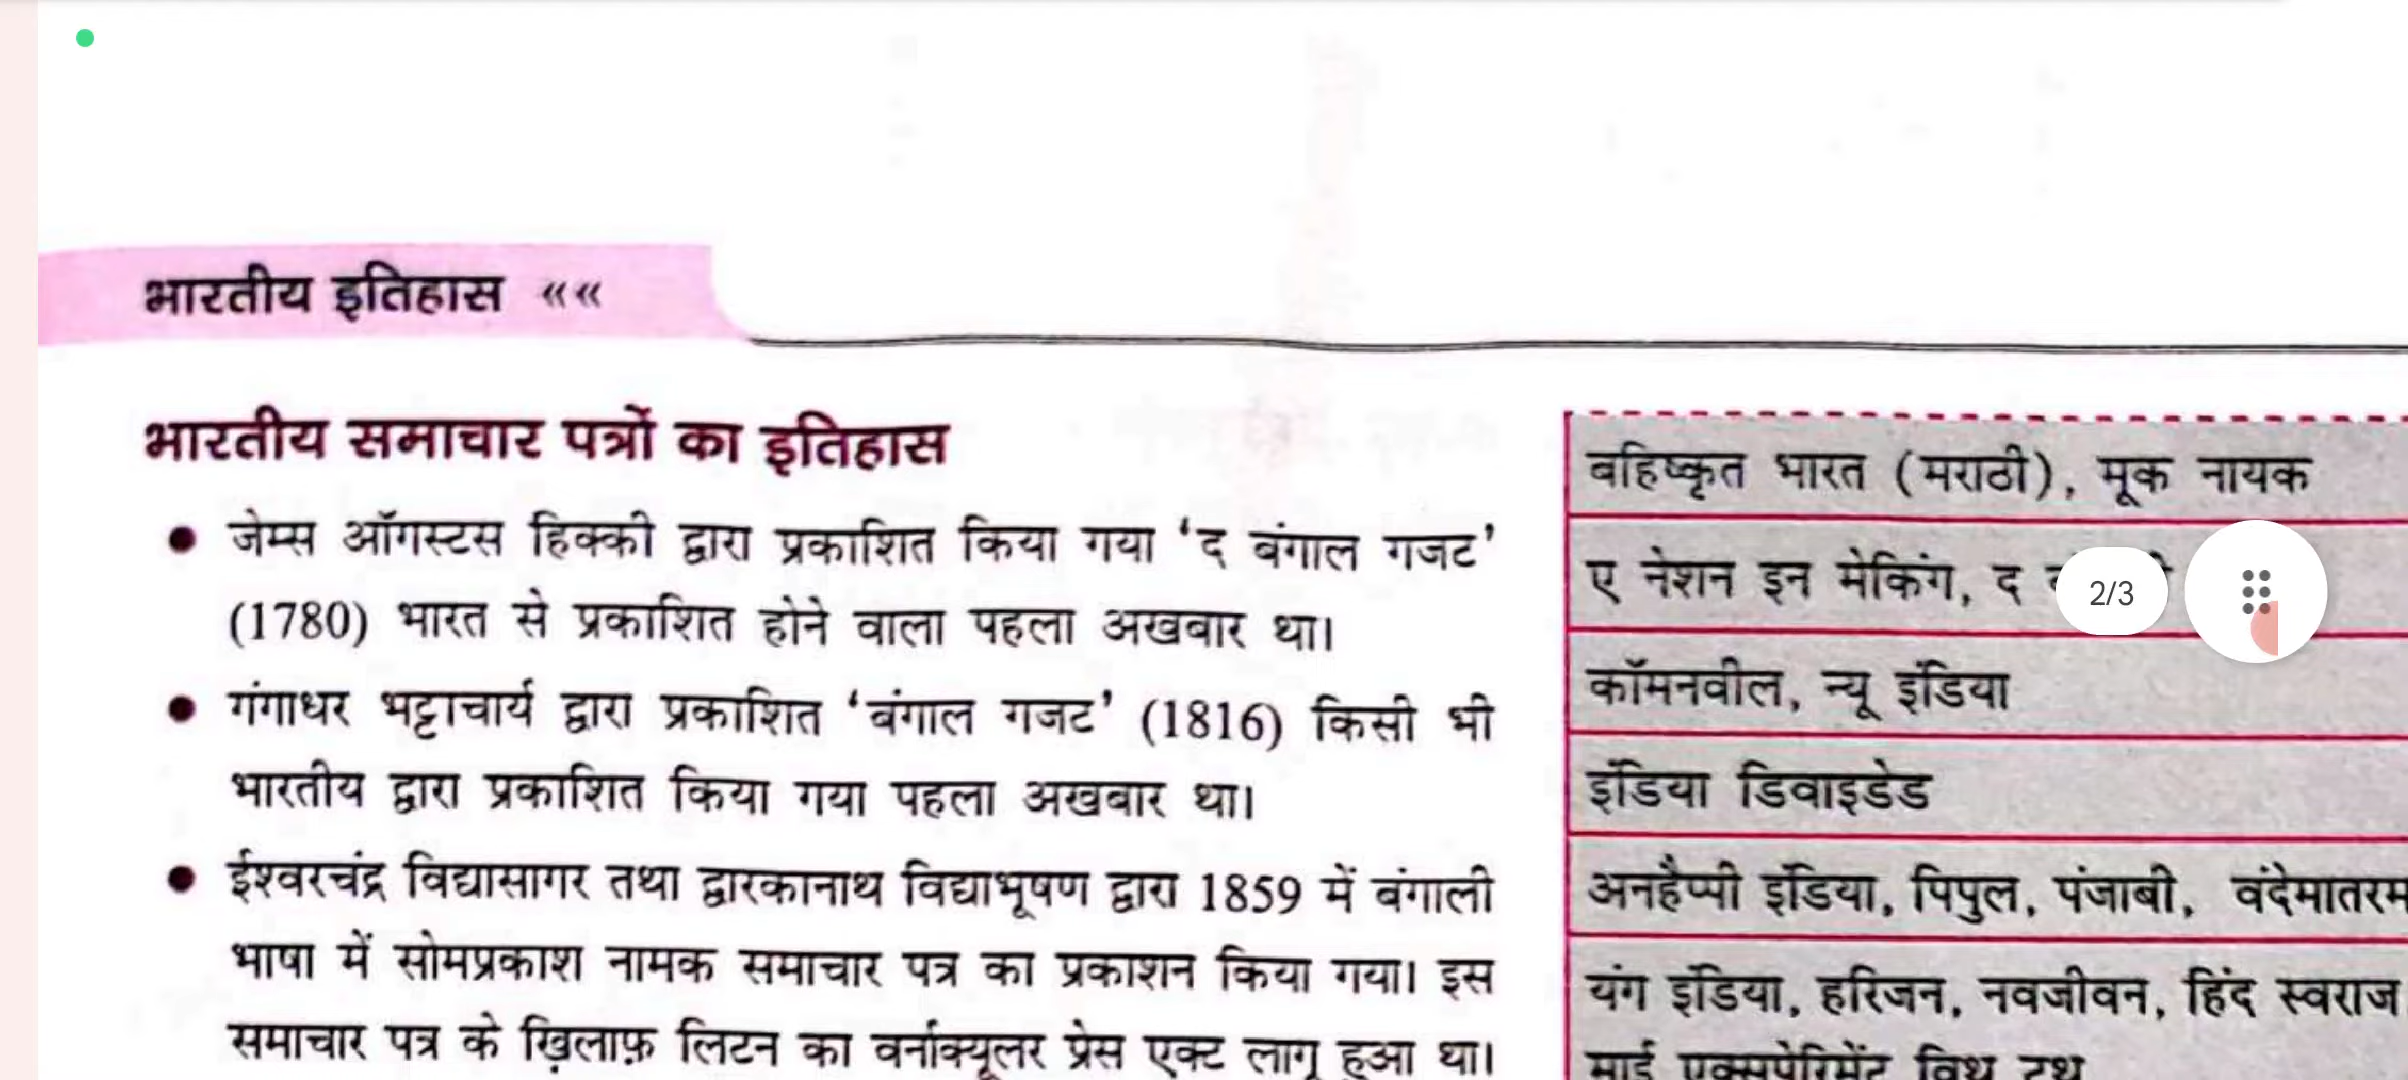 भारतीय इतिहास ««
भारतीय समाचार पत्रों का इतिहास
● जेम्स ऑगस्टस हिक्की द्वारा प्रकाशित किया गया ‘द बंगाल गजट’
(1780) भारत से प्रकाशित होने वाला पहला अखबार था।
● गंगाधर भट्टाचार्य द्वारा प्रकाशित ‘बंगाल गजट’ (1816) किसी भी
भारतीय द्वारा प्रकाशित किया गया पहला अखबार था।
● ईश्वरचंद्र विद्यासागर तथा द्वारकानाथ विद्याभूषण द्वारा 1859 में बंगाली
भाषा में सोमप्रकाश नामक समाचार पत्र का प्रकाशन किया गया। इस
समाचार पत्र के ख़िलाफ़ लिटन का वर्नाक्यूलर प्रेस एक्ट लागू हुआ था।
बहिष्कृत भारत (मराठी), मूक नायक
ए नेशन इन मेकिंग, द
2/3
कॉमनवील, न्यू इंडिया
इंडिया डिवाइडेड
अनहैप्पी इंडिया, पिपुल, पंजाबी, वंदेमातरम
यंग इंडिया, हरिजन, नवजीवन, हिंद स्वराज
माई एक्सपेरिमेंट विथ ट्रुथ